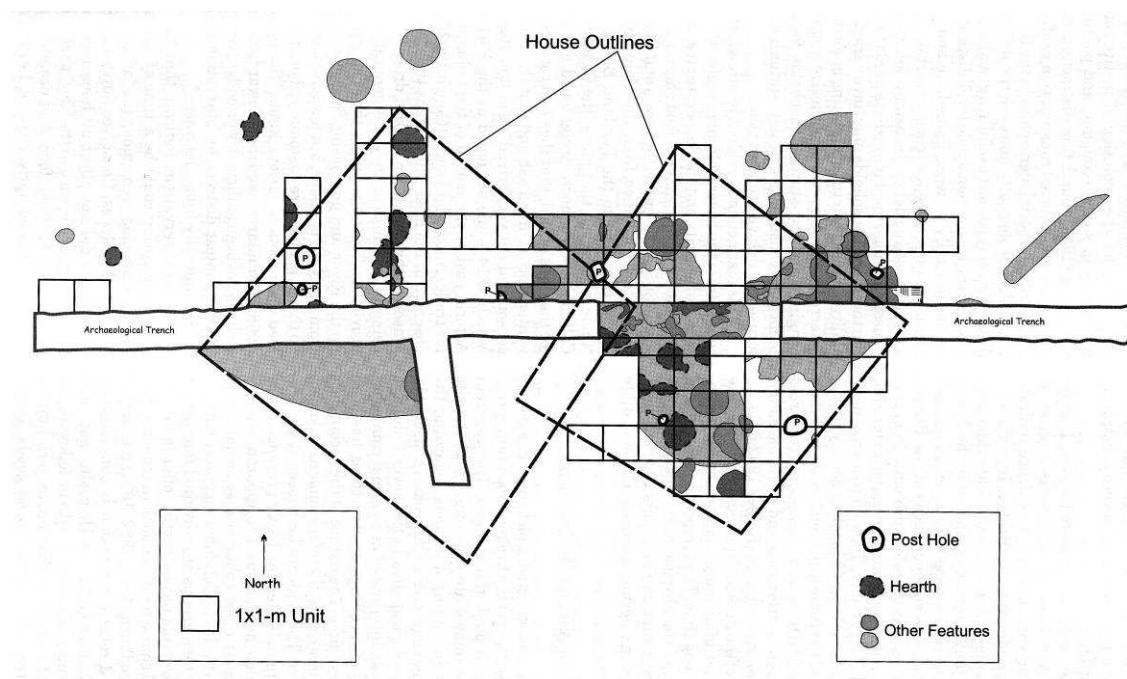 House Outlines
P
P
P
P
P
Archaeological Trench
Archaeological Trench
P
P
North
1x1-m Unit
P
Post Hole
Hearth
Other Features